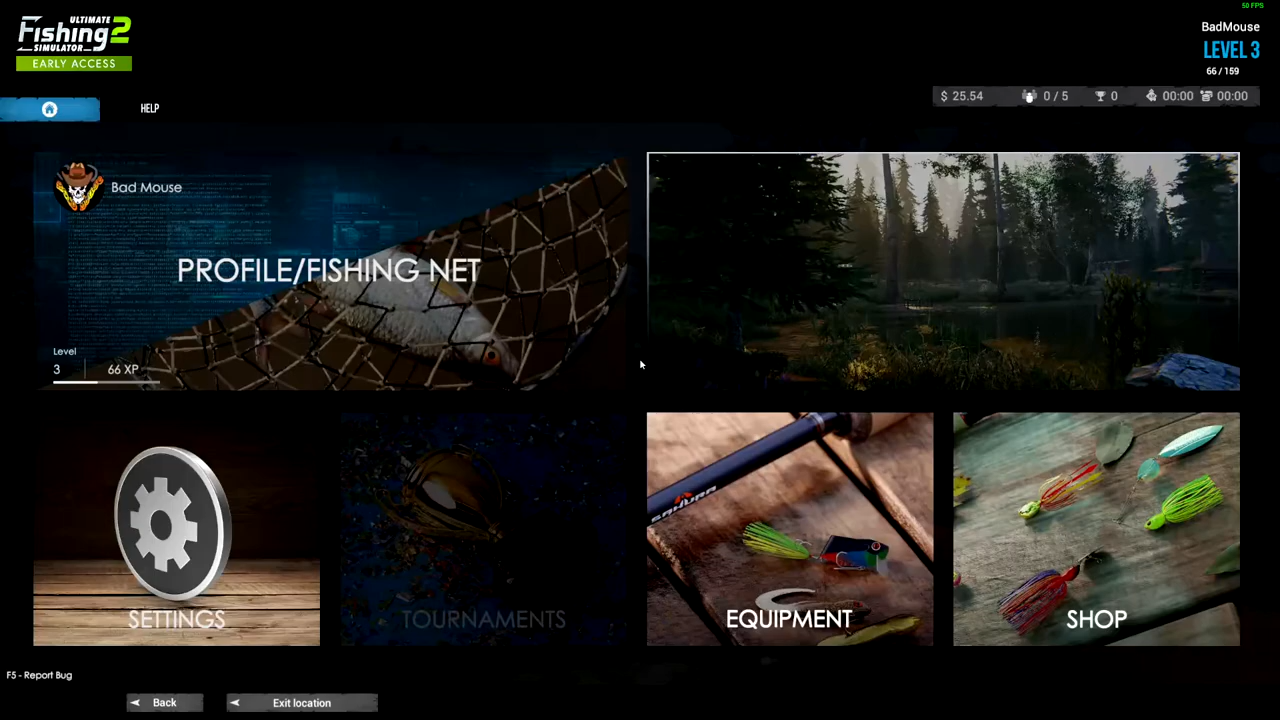 50 FPS
ULTIMATE
Fishing 2
SIMULATOR
EARLY ACCESS
BadMouse
LEVEL 3
66 / 159
HELP
$ 25.54 0 / 5 0 00:00 00:00
Bad Mouse
PROFILE/FISHING NET
Level
3 66 XP
SAKURA
SETTINGS
TOURNAMENTS
EQUIPMENT
SHOP
F5 - Report Bug
Back
Exit location